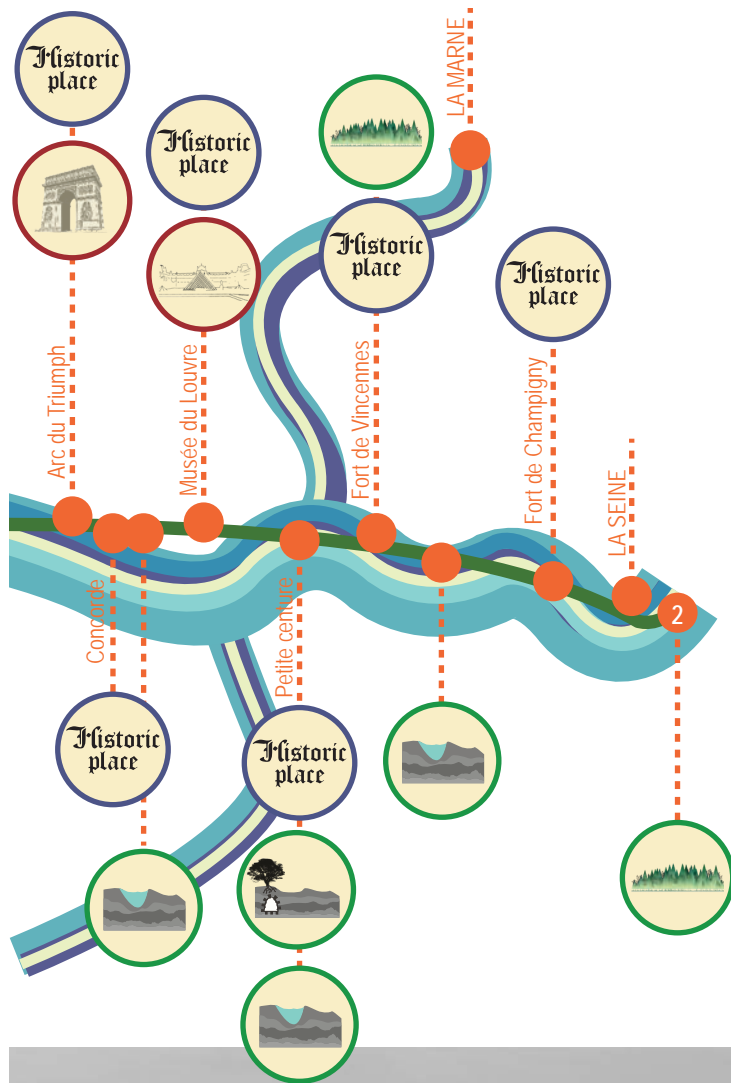 Historic
place
Historic
place
LA MARNE
Historic
place
Historic
place
Arc du Triumph
Musée du Louvre
Fort de Vincennes
Fort de Champigny
LA SEINE
2
Concorde
Petite centure
Historic
place
Historic
place